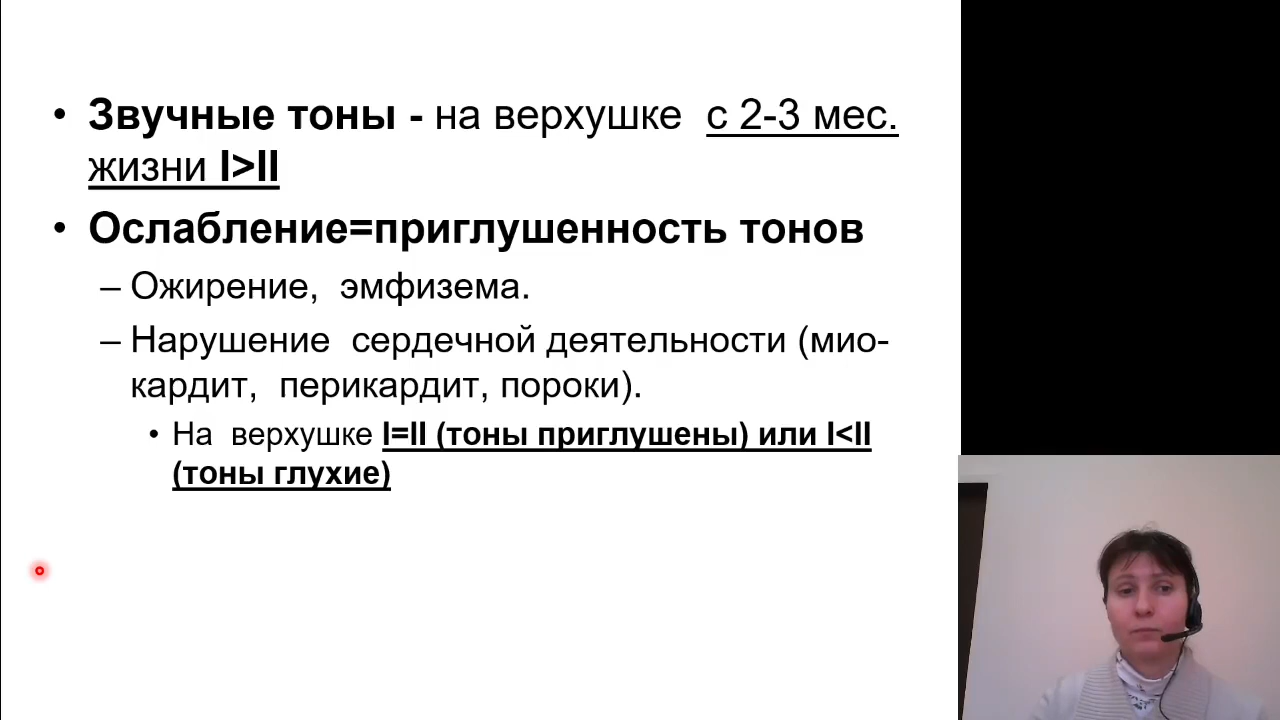 • Звучные тоны - на верхушке с 2-3 мес.
жизни I>II
• Ослабление=приглушенность тонов
– Ожирение, эмфизема.
– Нарушение сердечной деятельности (мио-
кардит, перикардит, пороки).
• На верхушке I=II (тоны приглушены) или I<II
(тоны глухие)